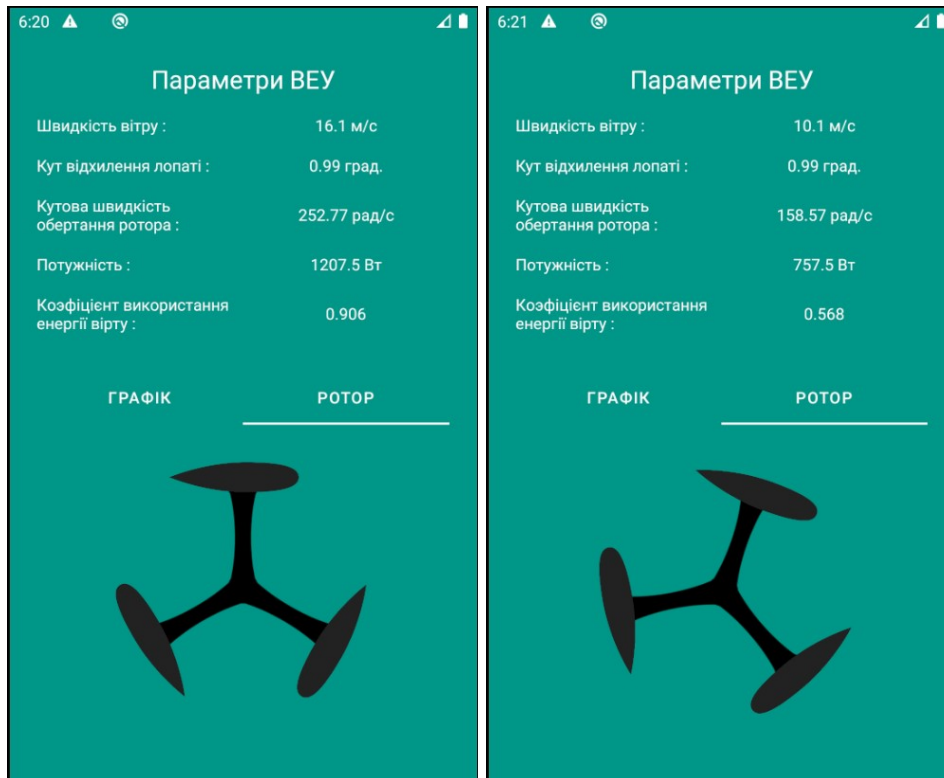 6:20
Параметри ВЕУ
Швидкість вітру : 16.1 м/с
Кут відхилення лопаті : 0.99 град.
Кутова швидкість
обертання ротора : 252.77 рад/с
Потужність : 1207.5 Вт
Коэфіцієнт використання
енергії вірту : 0.906
ГРАФІК РОТОР
6:21
Параметри ВЕУ
Швидкість вітру : 10.1 м/с
Кут відхилення лопаті : 0.99 град.
Кутова швидкість
обертання ротора : 158.57 рад/с
Потужність : 757.5 Вт
Коэфіцієнт використання
енергії вірту : 0.568
ГРАФІК РОТОР